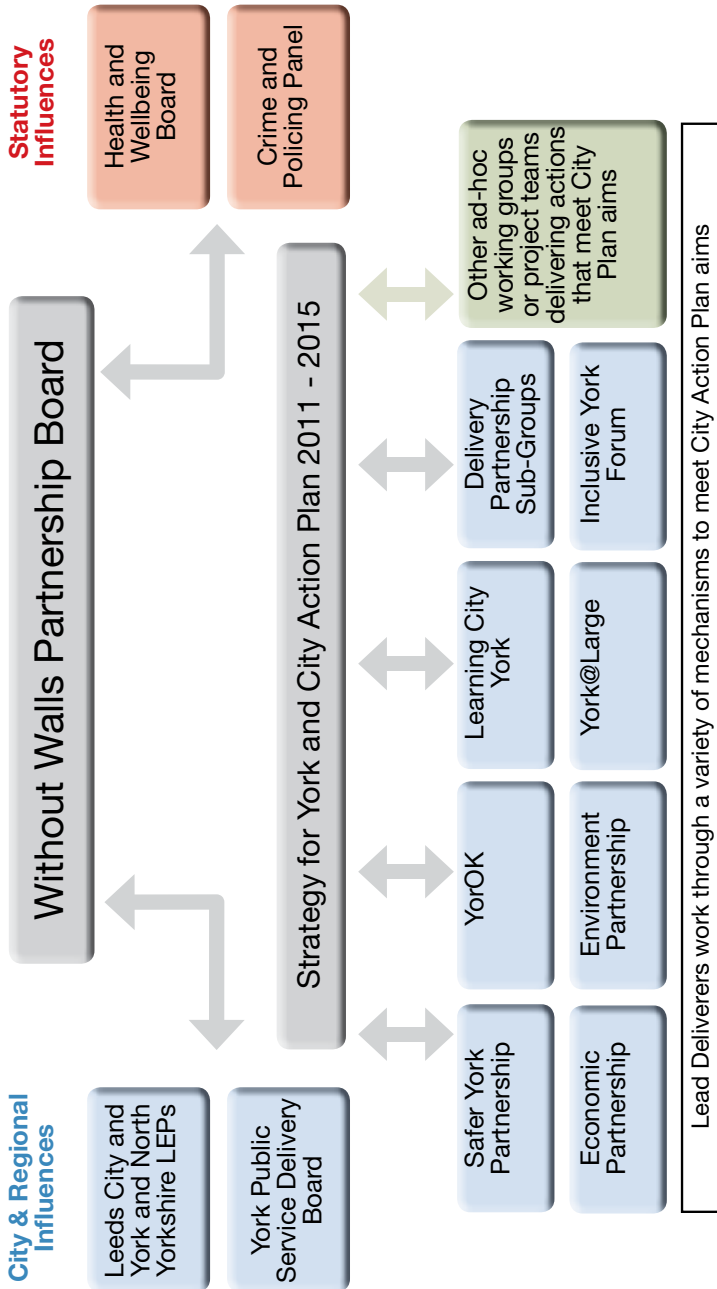 City & Regional
Influences
Leeds City and
York and North
Yorkshire LEPs
York Public
Service Delivery
Board
Without Walls Partnership Board
Statutory
Influences
Health and
Wellbeing
Board
Crime and
Policing Panel
Strategy for York and City Action Plan 2011 - 2015
Safer York
Partnership
YorOK
Learning City
York
Delivery
Partnership
Sub-Groups
Other ad-hoc
working groups
or project teams
delivering actions
that meet City
Plan aims
Economic
Partnership
Environment
Partnership
York@Large
Inclusive York
Forum
Lead Deliverers work through a variety of mechanisms to meet City Action Plan aims